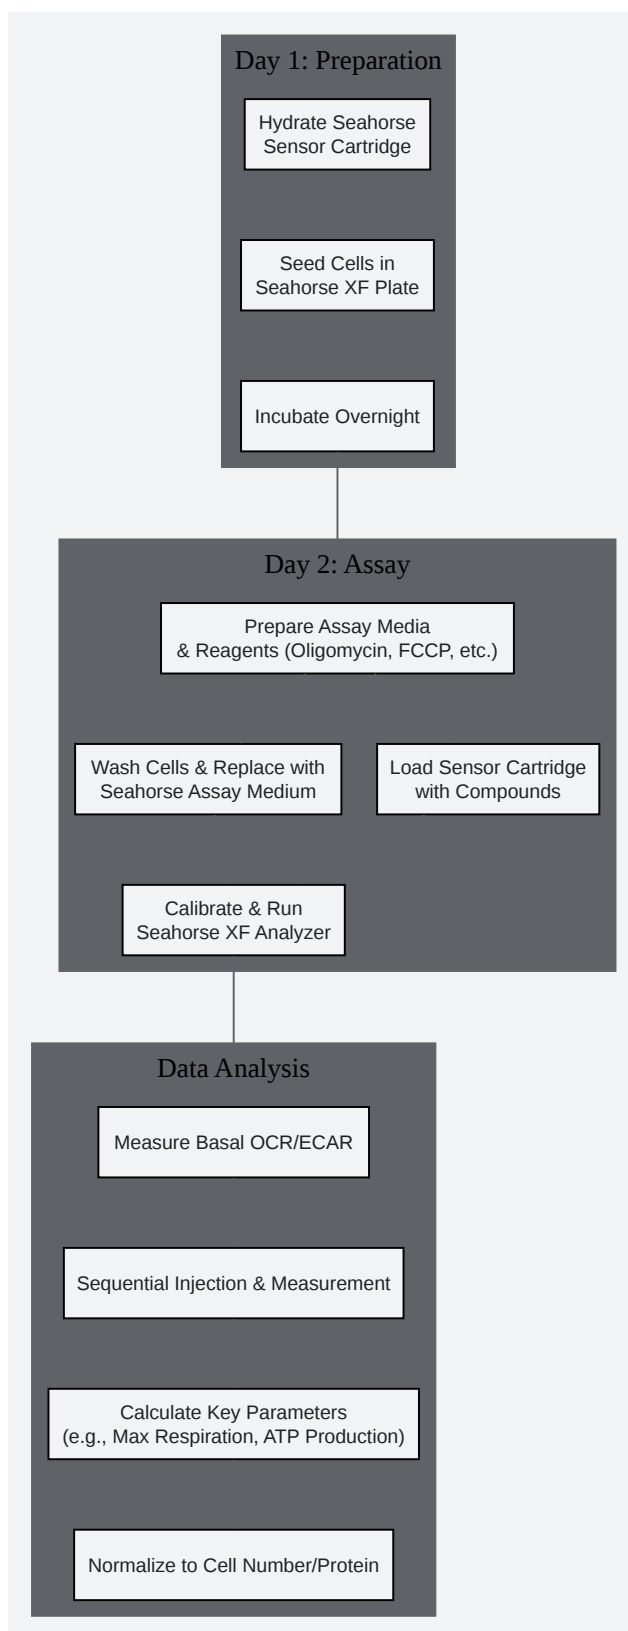 Day 1: Preparation
Hydrate Seahorse
Sensor Cartridge
Seed Cells in
Seahorse XF Plate
Incubate Overnight
Day 2: Assay
Prepare Assay Media
& Reagents (Oligomycin, FCCP, etc.)
Wash Cells & Replace with
Seahorse Assay Medium
Load Sensor Cartridge
with Compounds
Calibrate & Run
Seahorse XF Analyzer
Data Analysis
Measure Basal OCR/ECAR
Sequential Injection & Measurement
Calculate Key Parameters
(e.g., Max Respiration, ATP Production)
Normalize to Cell Number/Protein